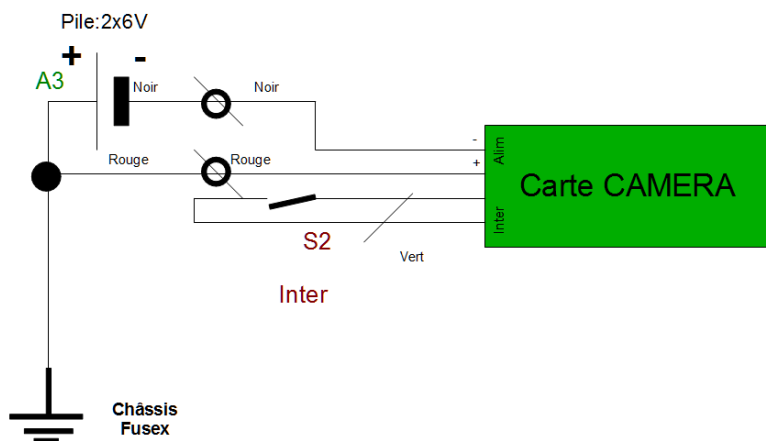 Pile:2x6V
+ -
A3
Noir
Noir
Rouge
Rouge
-
+
Alim
Inter
Carte CAMERA
S2
Vert
Inter
Châssis
Fusex